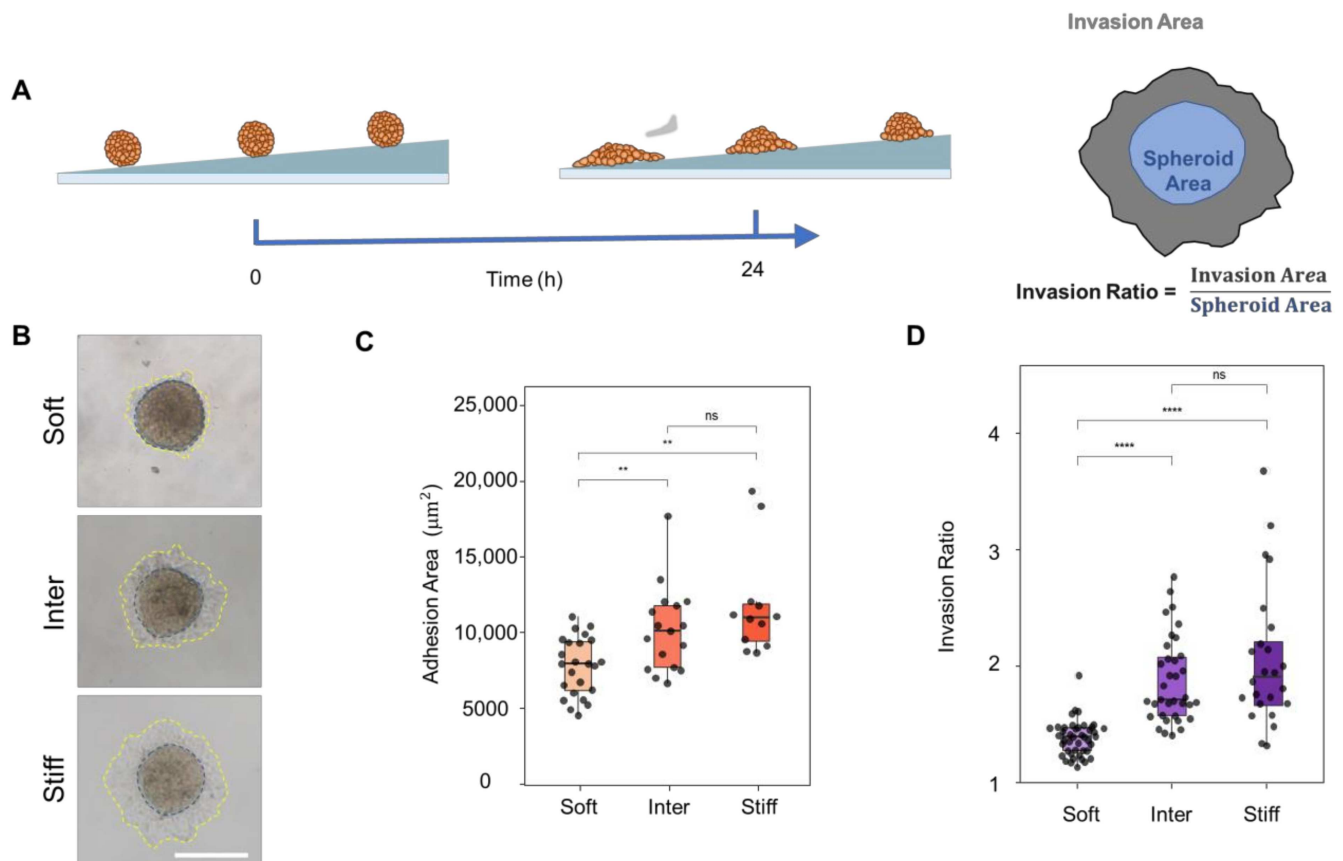 Invasion Area
A
Spheroid
Area
0
Time (h)
24
Invasion Ratio = Invasion Area
Spheroid Area
B
Soft
Inter
Stiff
C
Adhesion Area (μm²)
25,000
20,000
15,000
10,000
5000
0
ns
**
**
Soft Inter Stiff
D
Invasion Ratio
4
3
2
1
ns
****
****
Soft Inter Stiff